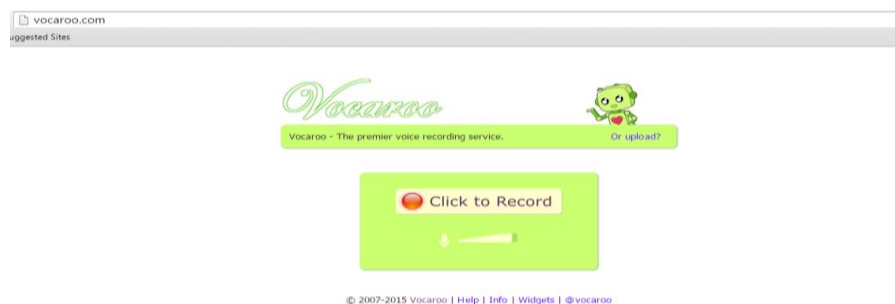 vocaroo.com
uggested Sites
Vocaroo
Vocaroo - The premier voice recording service. Or upload?
Click to Record
© 2007-2015 Vocaroo | Help | Info | Widgets | @vocaroo